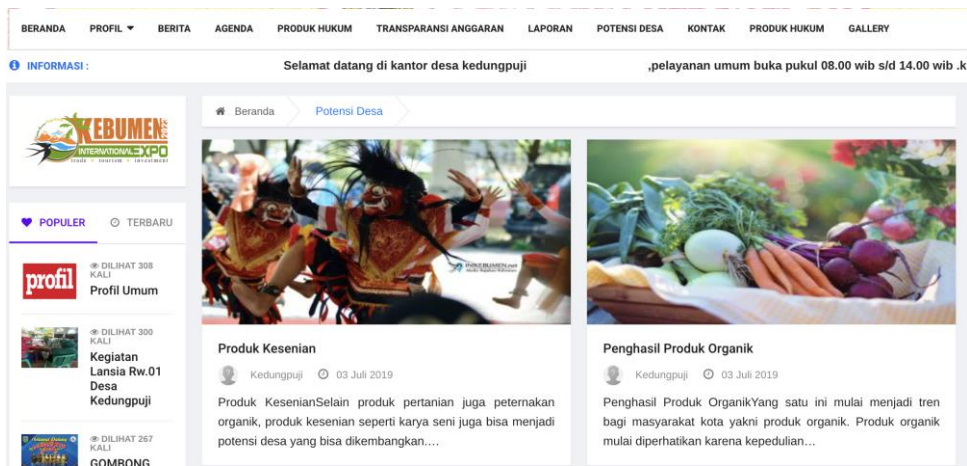 BERANDA PROFIL BERITA AGENDA PRODUK HUKUM TRANSPARANSI ANGGARAN LAPORAN POTENSI DESA KONTAK PRODUK HUKUM GALLERY
INFORMASI : Selamat datang di kantor desa kedungpuji ,pelayanan umum buka pukul 08.00 wib s/d 14.00 wib .k
KEBUMEN
INTERNATIONAL EXPO
trade - tourism - investment
Beranda Potensi Desa
POPULER TERBARU
profil
DILIHAT 308
KALI
Profil Umum
DILIHAT 300
KALI
Kegiatan
Lansia Rw.01
Desa
Kedungpuji
DILIHAT 267
KALI
GOMBONG
INIKEBUMEN.net
Produk Kesenian
Kedungpuji 03 Juli 2019
Produk KesenianSelain produk pertanian juga peternakan
organik, produk kesenian seperti karya seni juga bisa menjadi
potensi desa yang bisa dikembangkan….
Penghasil Produk Organik
Kedungpuji 03 Juli 2019
Penghasil Produk OrganikYang satu ini mulai menjadi tren
bagi masyarakat kota yakni produk organik. Produk organik
mulai diperhatikan karena kepedulian…